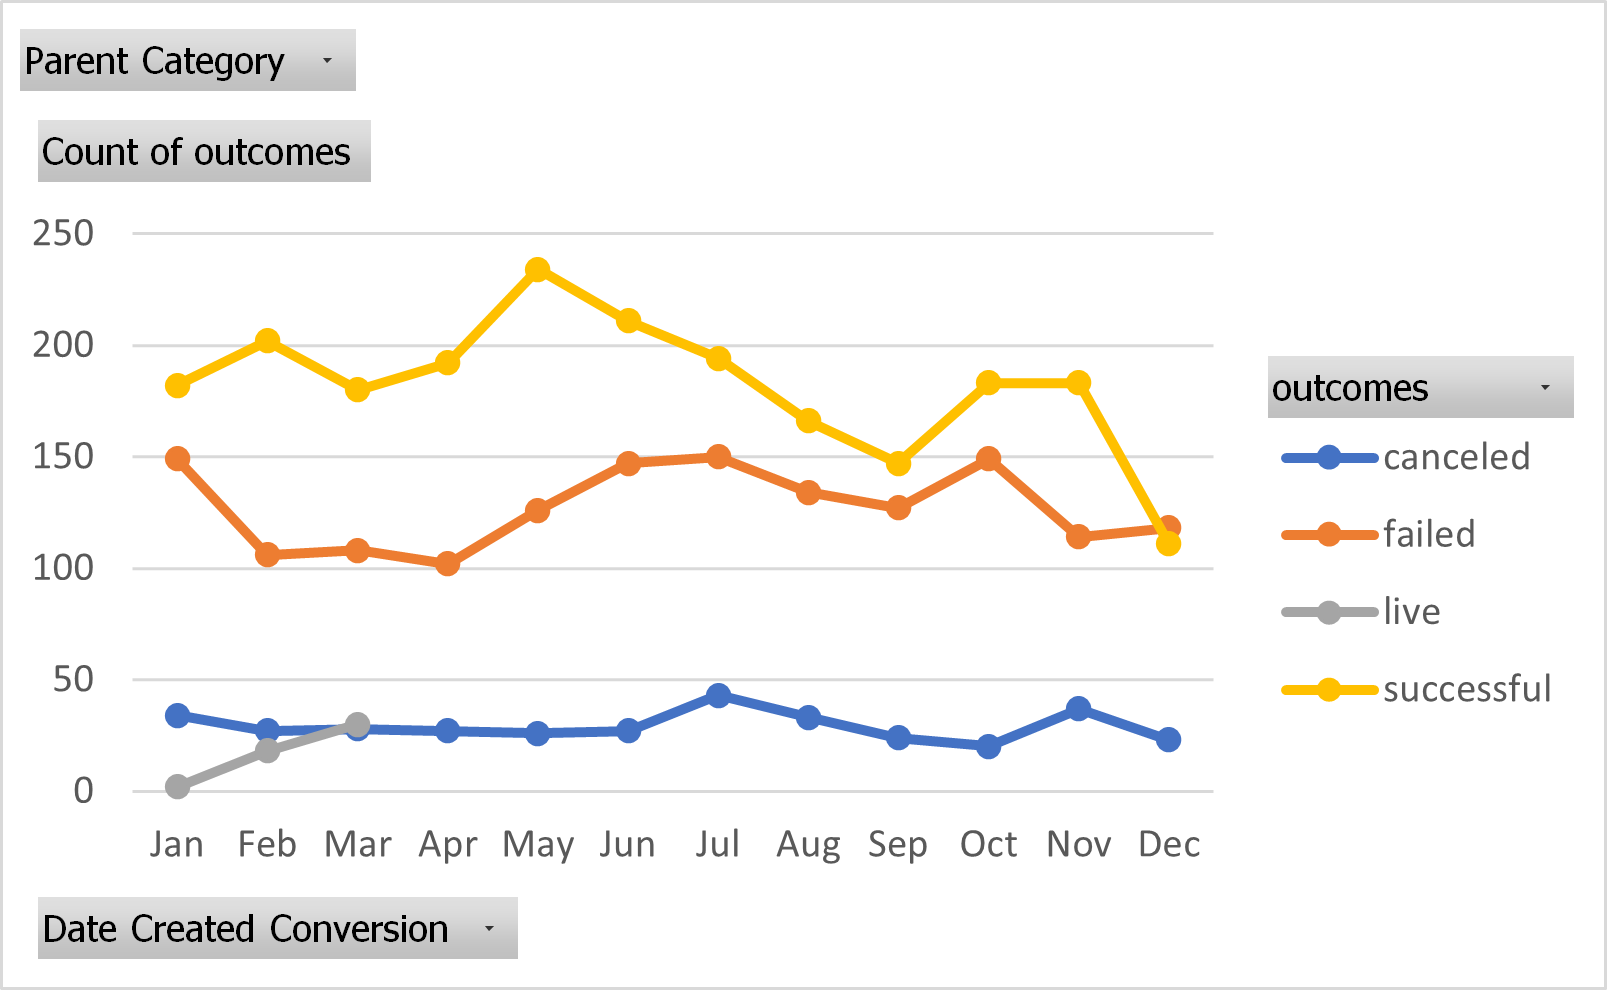 Parent Category
Count of outcomes
250
200
150
100
50
0
Jan Feb Mar Apr May Jun Jul Aug Sep Oct Nov Dec
outcomes
canceled
failed
live
successful
Date Created Conversion